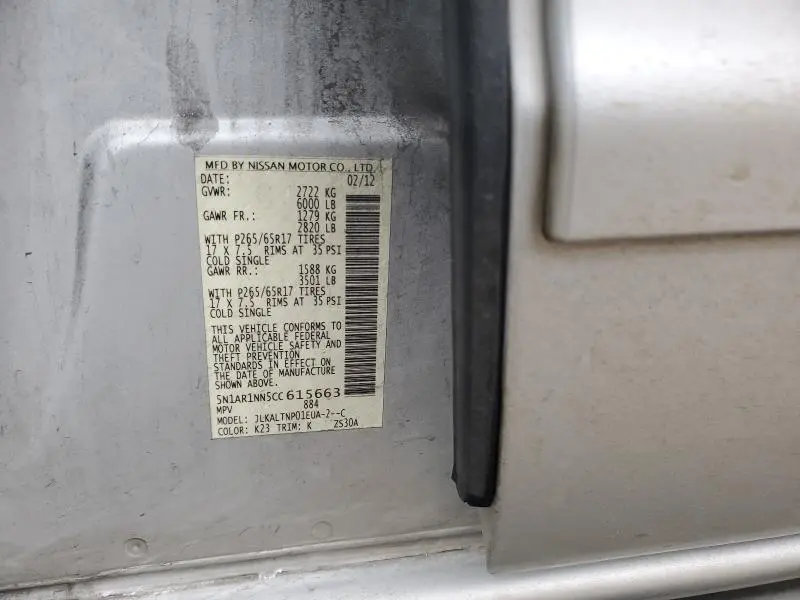 MFD BY NISSAN MOTOR CO., LTD.
DATE: 02/12
GVWR: 2722 KG
6000 LB
GAWR FR.: 1279 KG
2820 LB
WITH P265/65R17 TIRES
17 X 7.5 RIMS AT 35 PSI
COLD SINGLE
GAWR RR.: 1588 KG
3501 LB
WITH P265/65R17 TIRES
17 X 7.5 RIMS AT 35 PSI
COLD SINGLE
THIS VEHICLE CONFORMS TO
ALL APPLICABLE FEDERAL
MOTOR VEHICLE SAFETY AND
THEFT PREVENTION
STANDARDS IN EFFECT ON
THE DATE OF MANUFACTURE
SHOWN ABOVE.
5N1AR1NN5CC615663
MPV 884
MODEL: JLKALTNP01EUA-2--C
COLOR: K23 TRIM: K ZS30A